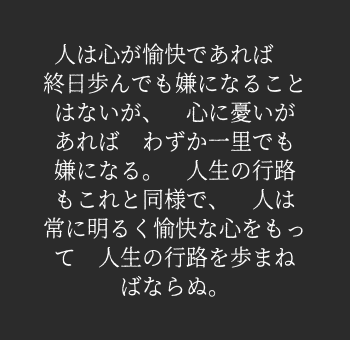 人は心が愉快であれば
終日歩んでも嫌になること
はないが、　心に憂いが
あれば　わずか一里でも
嫌になる。　人生の行路
もこれと同様で、　人は
常に明るく愉快な心をもっ
て　人生の行路を歩まね
ばならぬ。